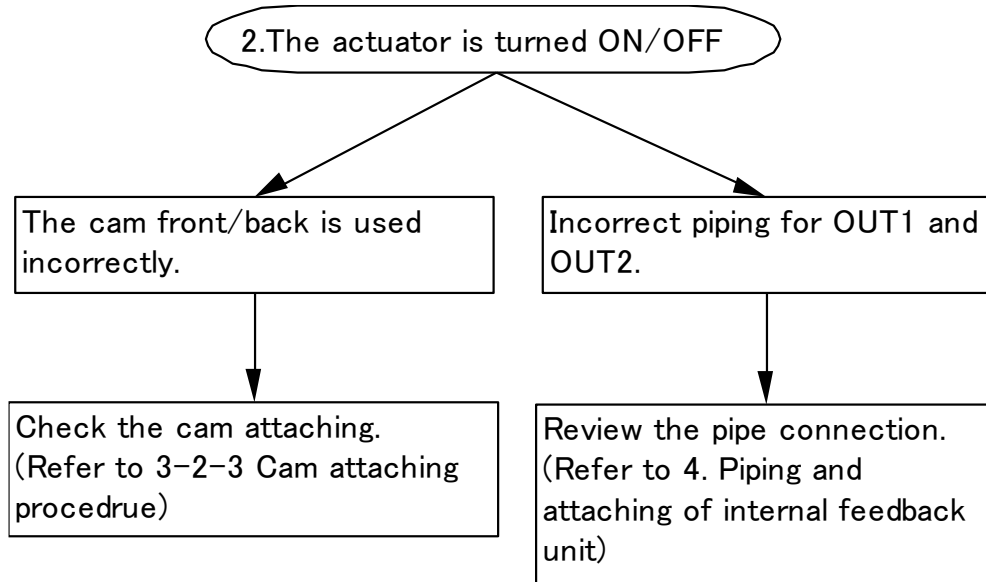 2.The actuator is turned ON/OFF
The cam front/back is used
incorrectly.
Incorrect piping for OUT1 and
OUT2.
Check the cam attaching.
(Refer to 3-2-3 Cam attaching
procedrue)
Review the pipe connection.
(Refer to 4. Piping and
attaching of internal feedback
unit)